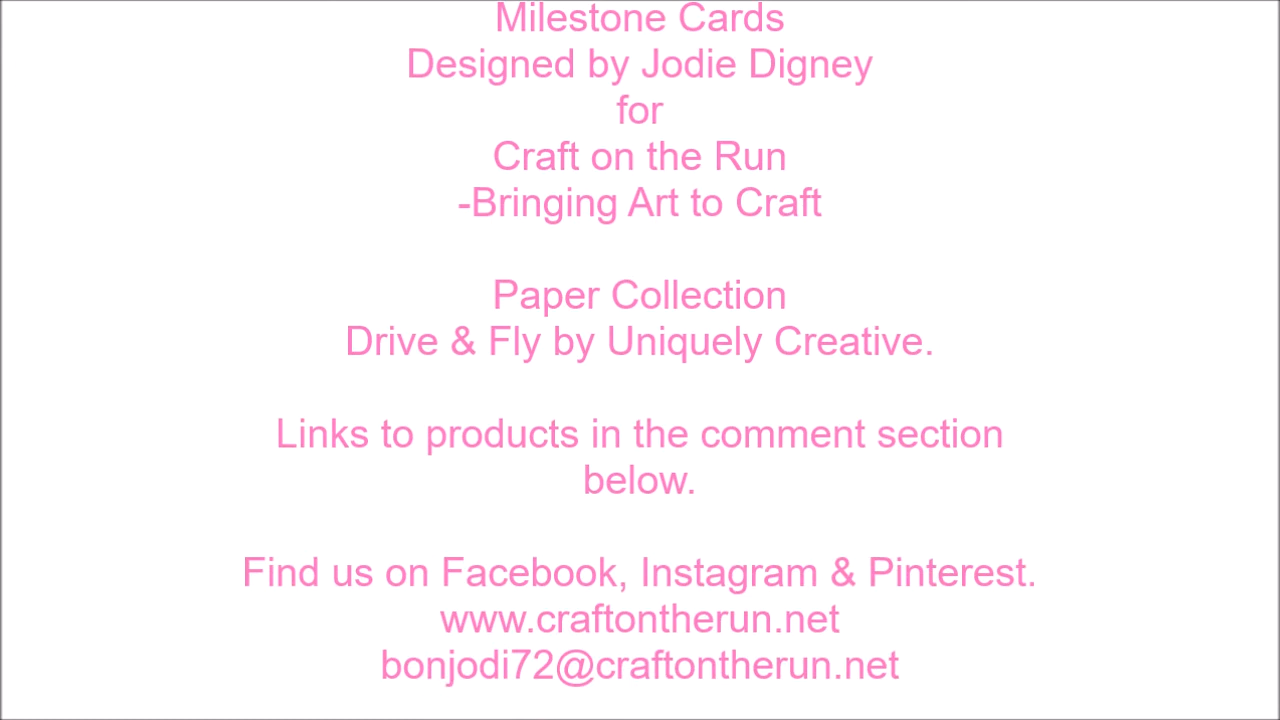 Milestone Cards
Designed by Jodie Digney
for
Craft on the Run
-Bringing Art to Craft
Paper Collection
Drive & Fly by Uniquely Creative.
Links to products in the comment section
below.
Find us on Facebook, Instagram & Pinterest.
www.craftontherun.net
bonjodi72@craftontherun.net